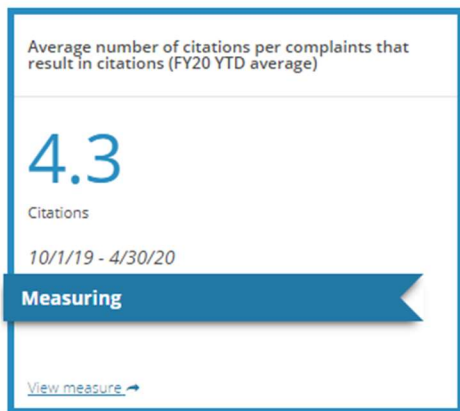 Average number of citations per complaints that
result in citations (FY20 YTD average)
4.3
Citations
10/1/19 - 4/30/20
Measuring
View measure